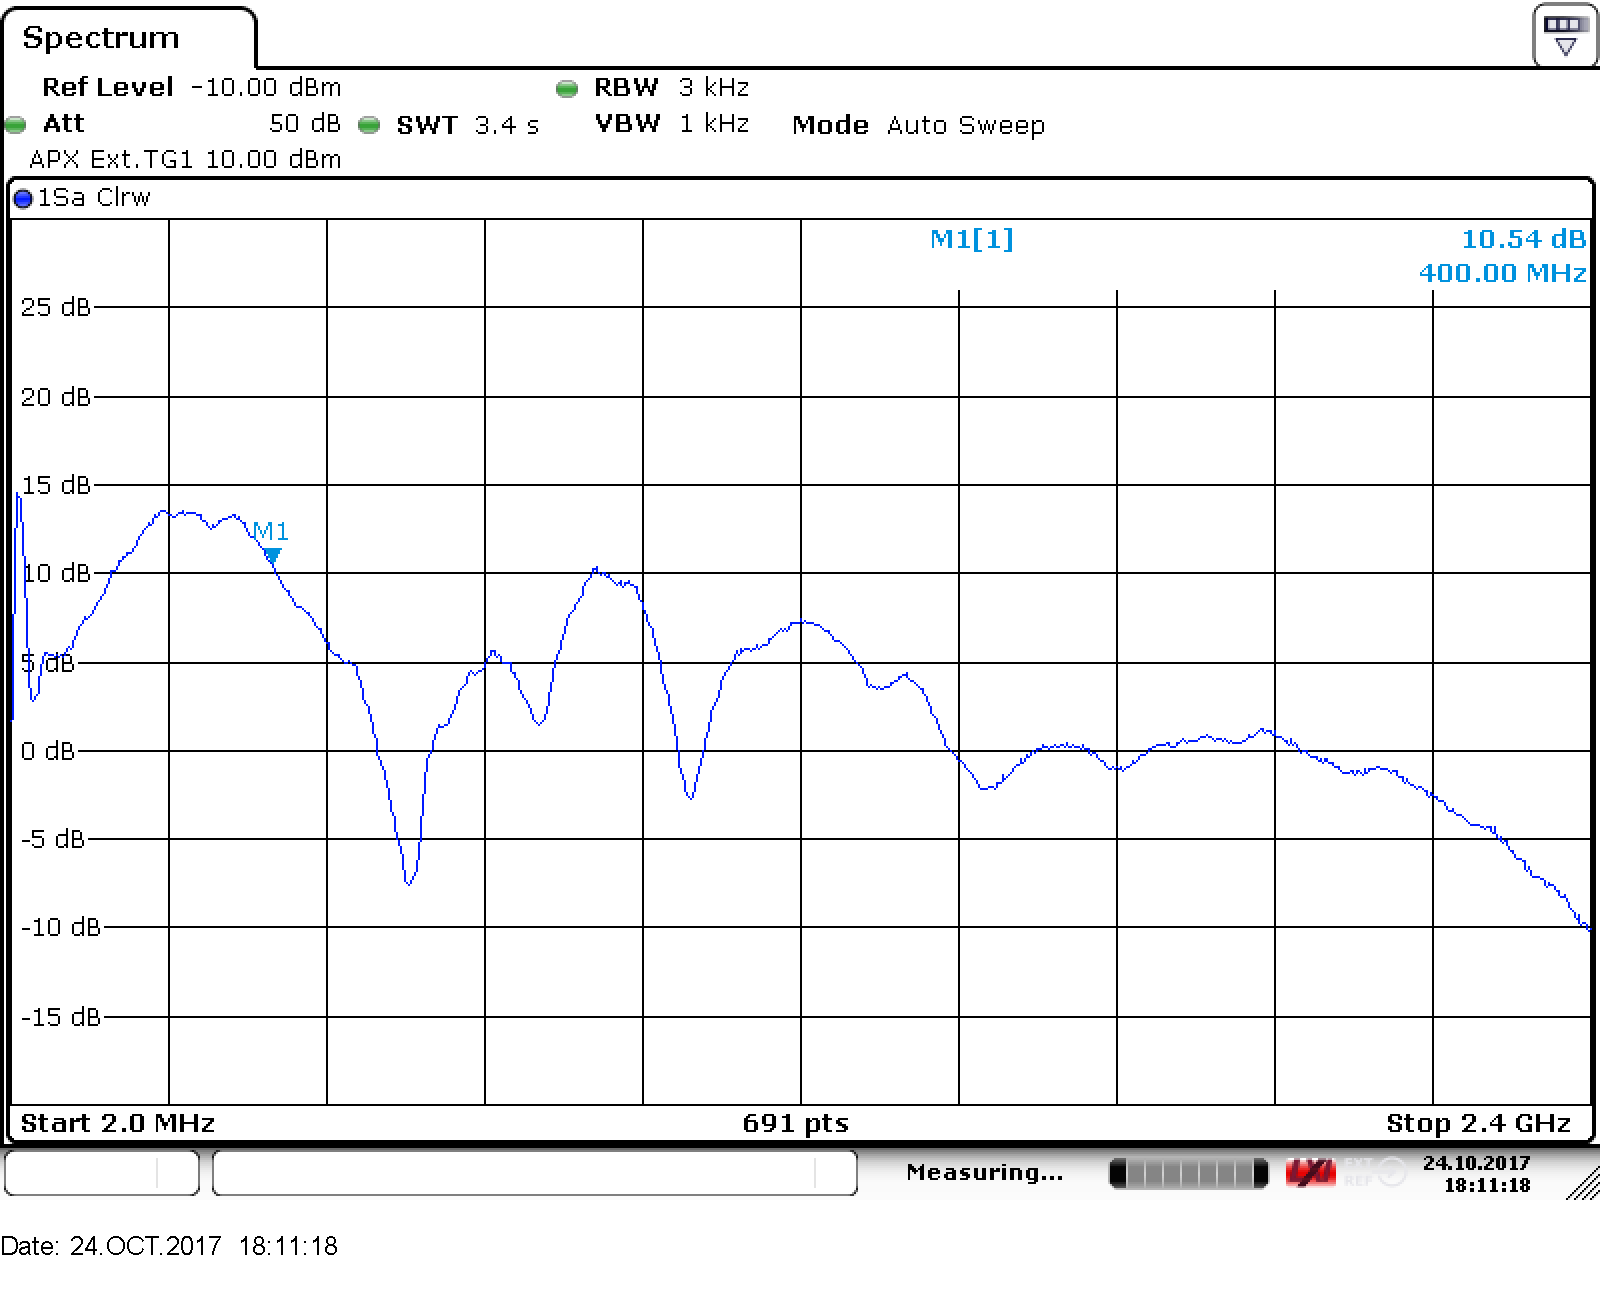 Spectrum
Ref Level -10.00 dBm RBW 3 kHz
Att 50 dB SWT 3.4 s VBW 1 kHz Mode Auto Sweep
APX Ext.TG1 10.00 dBm
1Sa Clrw
M1[1] 10.54 dB
400.00 MHz
25 dB
20 dB
15 dB
M1
10 dB
5 dB
0 dB
-5 dB
-10 dB
-15 dB
Start 2.0 MHz 691 pts Stop 2.4 GHz
Measuring... LXI EXT REF 24.10.2017
18:11:18
Date: 24.OCT.2017 18:11:18